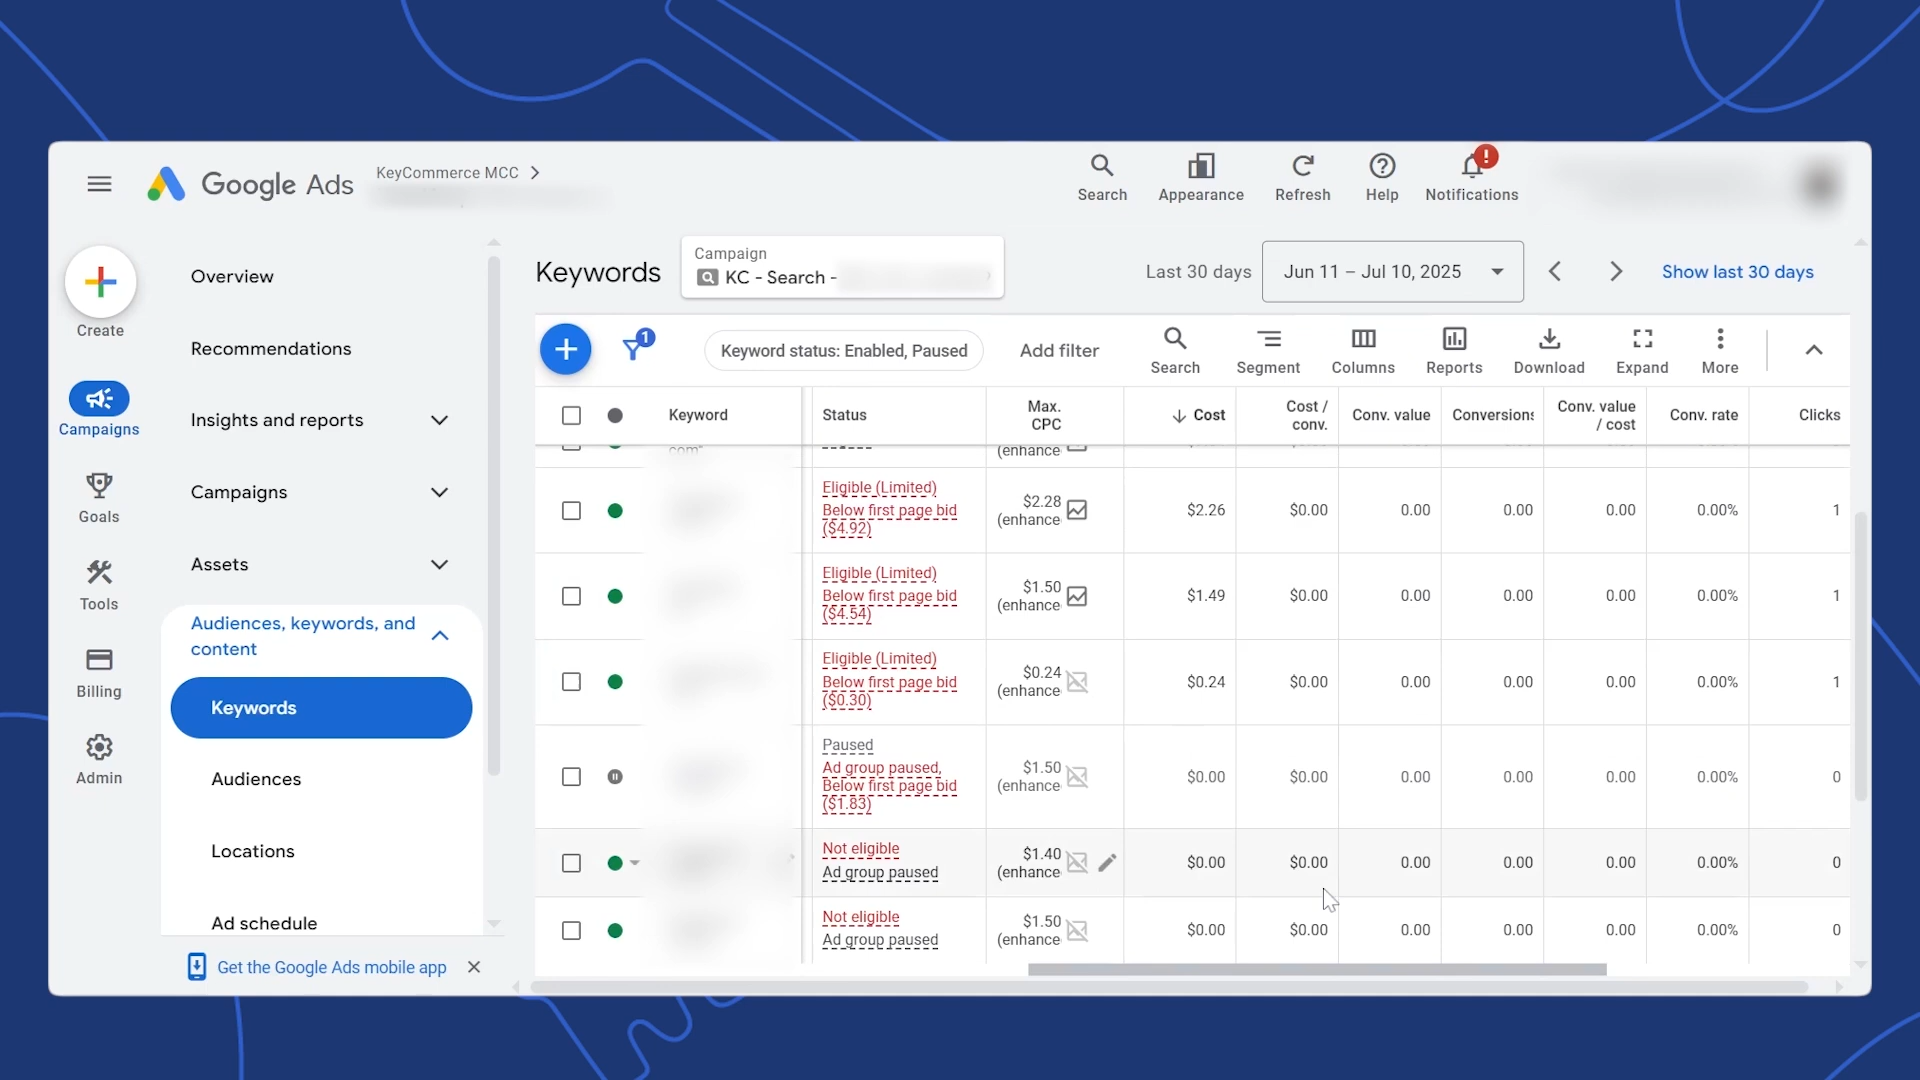 Google Ads
KeyCommerce MCC
Search
Appearance
Refresh
Help
!
Notifications
Create
Campaigns
Goals
Tools
Billing
Admin
Overview
Recommendations
Insights and reports
Campaigns
Assets
Audiences, keywords, and
content
Keywords
Audiences
Locations
Ad schedule
Get the Google Ads mobile app
Keywords
Campaign
KC - Search -
Last 30 days
Jun 11 – Jul 10, 2025
Show last 30 days
1
Keyword status: Enabled, Paused
Add filter
Search
Segment
Columns
Reports
Download
Expand
More
Keyword
Status
Max.
CPC
Cost
Cost /
conv.
Conv. value
Conversions
Conv. value
/ cost
Conv. rate
Clicks
com"
(enhance
Eligible (Limited)
Below first page bid
($4.92)
$2.28
(enhance
$2.26
$0.00
0.00
0.00
0.00
0.00%
1
Eligible (Limited)
Below first page bid
($4.54)
$1.50
(enhance
$1.49
$0.00
0.00
0.00
0.00
0.00%
1
Eligible (Limited)
Below first page bid
($0.30)
$0.24
(enhance
$0.24
$0.00
0.00
0.00
0.00
0.00%
1
Paused
Ad group paused,
Below first page bid
($1.83)
$1.50
(enhance
$0.00
$0.00
0.00
0.00
0.00
0.00%
0
Not eligible
Ad group paused
$1.40
(enhance
$0.00
$0.00
0.00
0.00
0.00
0.00%
0
Not eligible
Ad group paused
$1.50
(enhance
$0.00
$0.00
0.00
0.00
0.00
0.00%
0